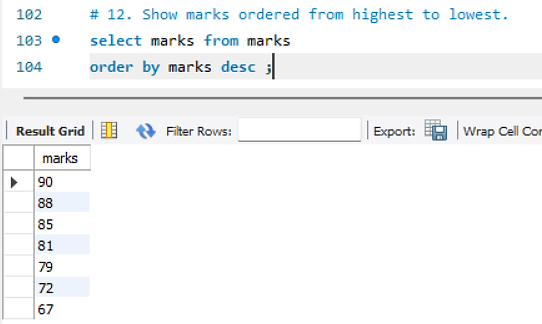 102 # 12. Show marks ordered from highest to lowest.
103 select marks from marks
104 order by marks desc ;
Result Grid Filter Rows: Export: Wrap Cell
marks
90
88
85
81
79
72
67